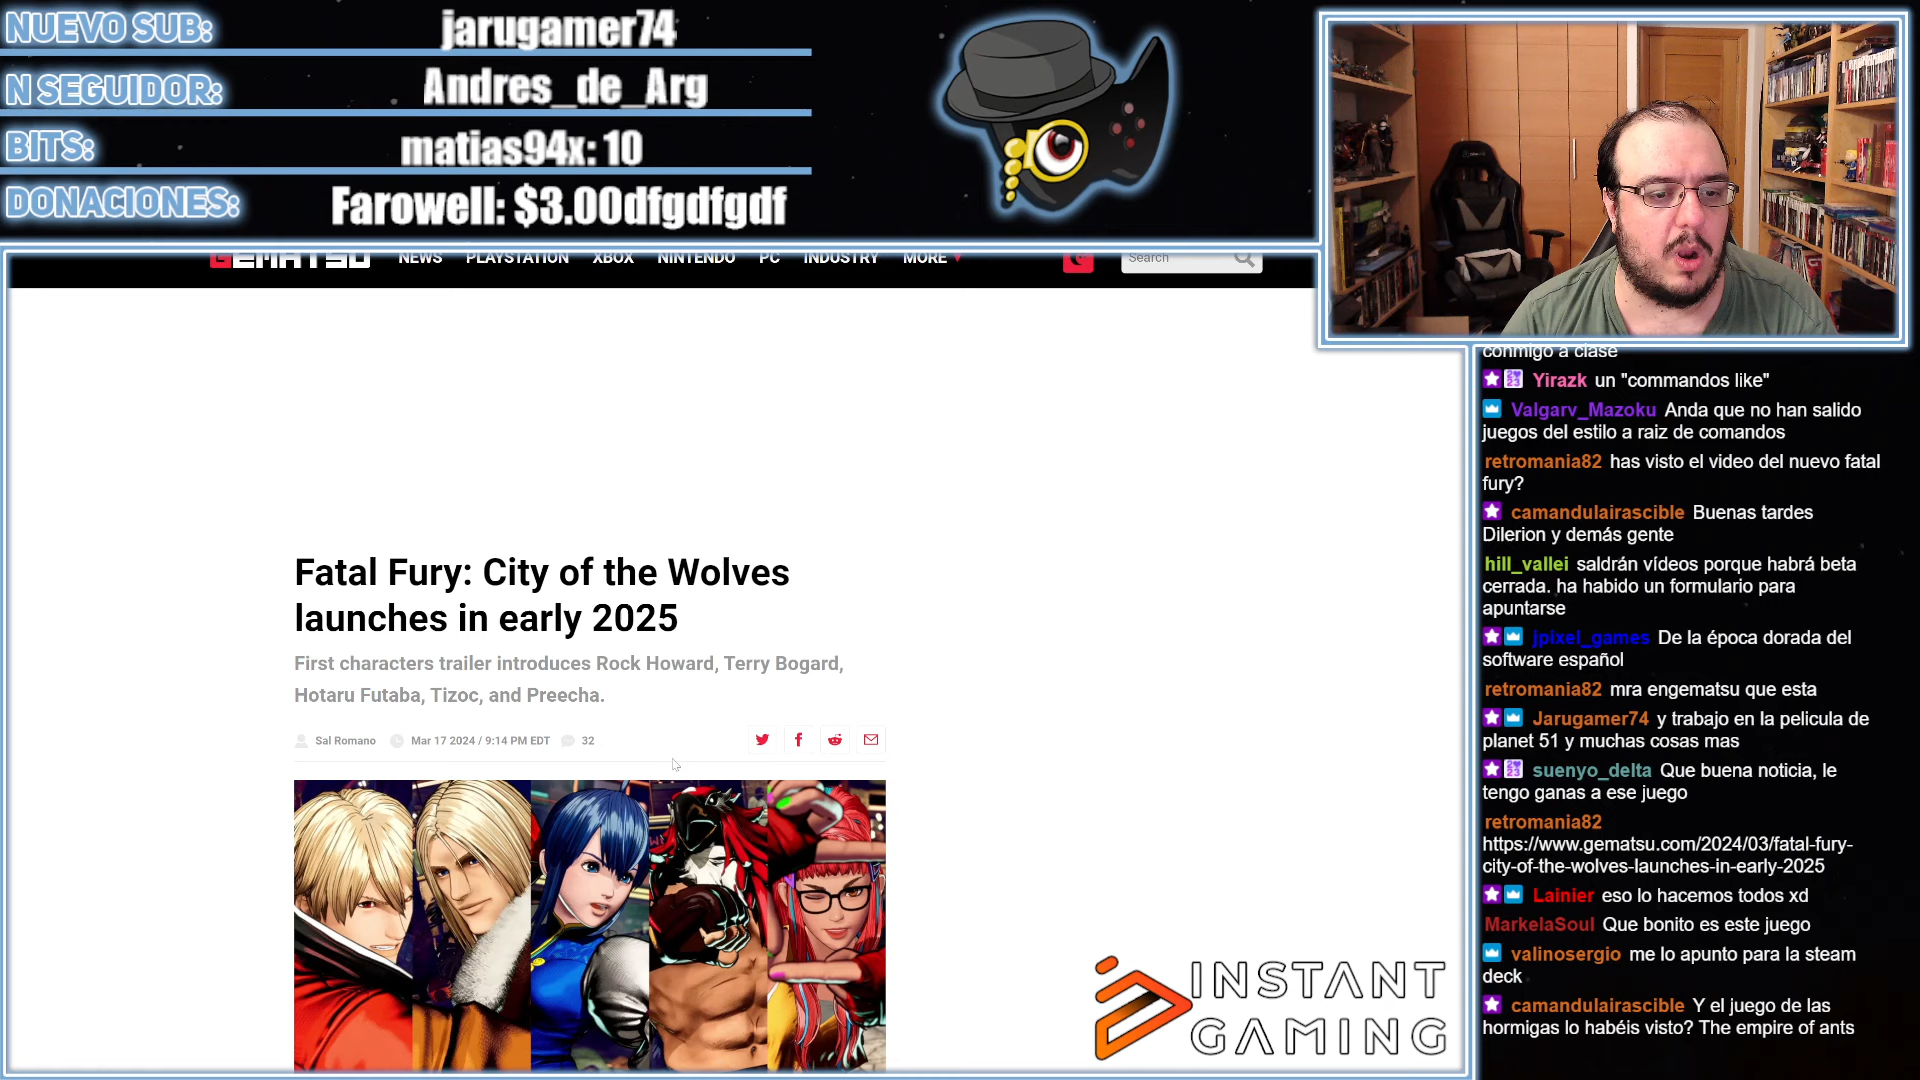 NUEVO SUB:
jarugamer74
N SEGUIDOR:
Andres_de_Arg
BITS:
matias94x: 10
DONACIONES:
Farowell: $3.00dfgdfgdf
GEMATSU
NEWS
PLAYSTATION
XBOX
NINTENDO
PC
INDUSTRY
MORE
Search
Fatal Fury: City of the Wolves
launches in early 2025
First characters trailer introduces Rock Howard, Terry Bogard,
Hotaru Futaba, Tizoc, and Preecha.
Sal Romano
Mar 17 2024 / 9:14 PM EDT
32
INSTANT
GAMING
conmigo a clase
Yirazk un "commandos like"
Valgarv_Mazoku Anda que no han salido
juegos del estilo a raiz de comandos
retromania82 has visto el video del nuevo fatal
fury?
camandulairascible Buenas tardes
Dilerion y demás gente
hill_vallei saldrán vídeos porque habrá beta
cerrada. ha habido un formulario para
apuntarse
jpixel_games De la época dorada del
software español
retromania82 mra engematsu que esta
Jarugamer74 y trabajo en la pelicula de
planet 51 y muchas cosas mas
suenyo_delta Que buena noticia, le
tengo ganas a ese juego
retromania82
https://www.gematsu.com/2024/03/fatal-fury-
city-of-the-wolves-launches-in-early-2025
Lainier eso lo hacemos todos xd
MarkelaSoul Que bonito es este juego
valinosergio me lo apunto para la steam
deck
camandulairascible Y el juego de las
hormigas lo habéis visto? The empire of ants